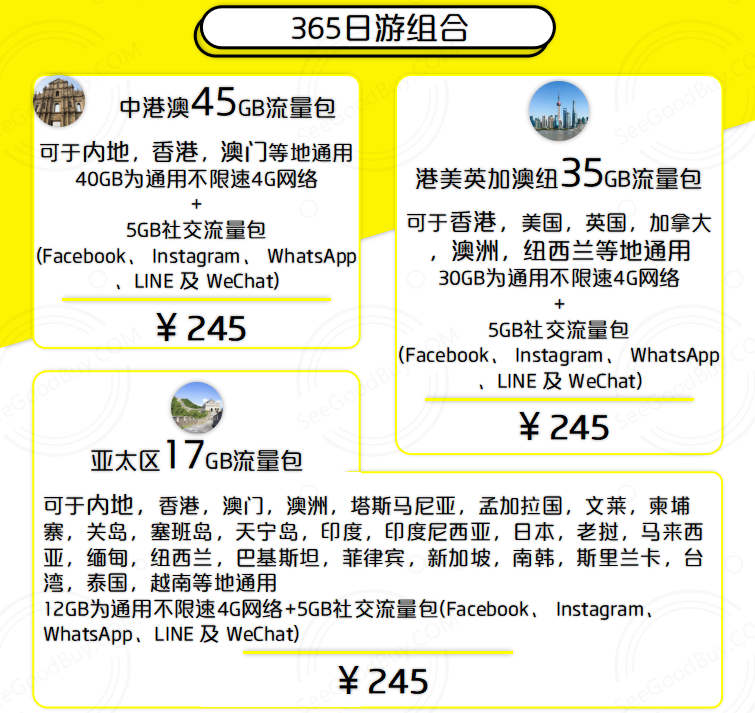 365日游组合
中港澳45GB流量包
可于内地，香港，澳门等地通用
40GB为通用不限速4G网络
+
5GB社交流量包
(Facebook、 Instagram、 WhatsApp
、LINE 及 WeChat)
¥ 245
港美英加澳纽35GB流量包
可于香港，美国，英国，加拿大
，澳洲，纽西兰等地通用
30GB为通用不限速4G网络
+
5GB社交流量包
(Facebook、 Instagram、 WhatsApp
、LINE 及 WeChat)
¥ 245
亚太区17GB流量包
可于内地，香港，澳门，澳洲，塔斯马尼亚，孟加拉国，文莱，柬埔
寨，关岛，塞班岛，天宁岛，印度，印度尼西亚，日本，老挝，马来西
亚，缅甸，纽西兰，巴基斯坦，菲律宾，新加坡，南韩，斯里兰卡，台
湾，泰国，越南等地通用
12GB为通用不限速4G网络+5GB社交流量包(Facebook、 Instagram、
WhatsApp、LINE 及 WeChat)
¥ 245
SeeGoodBuy.COM